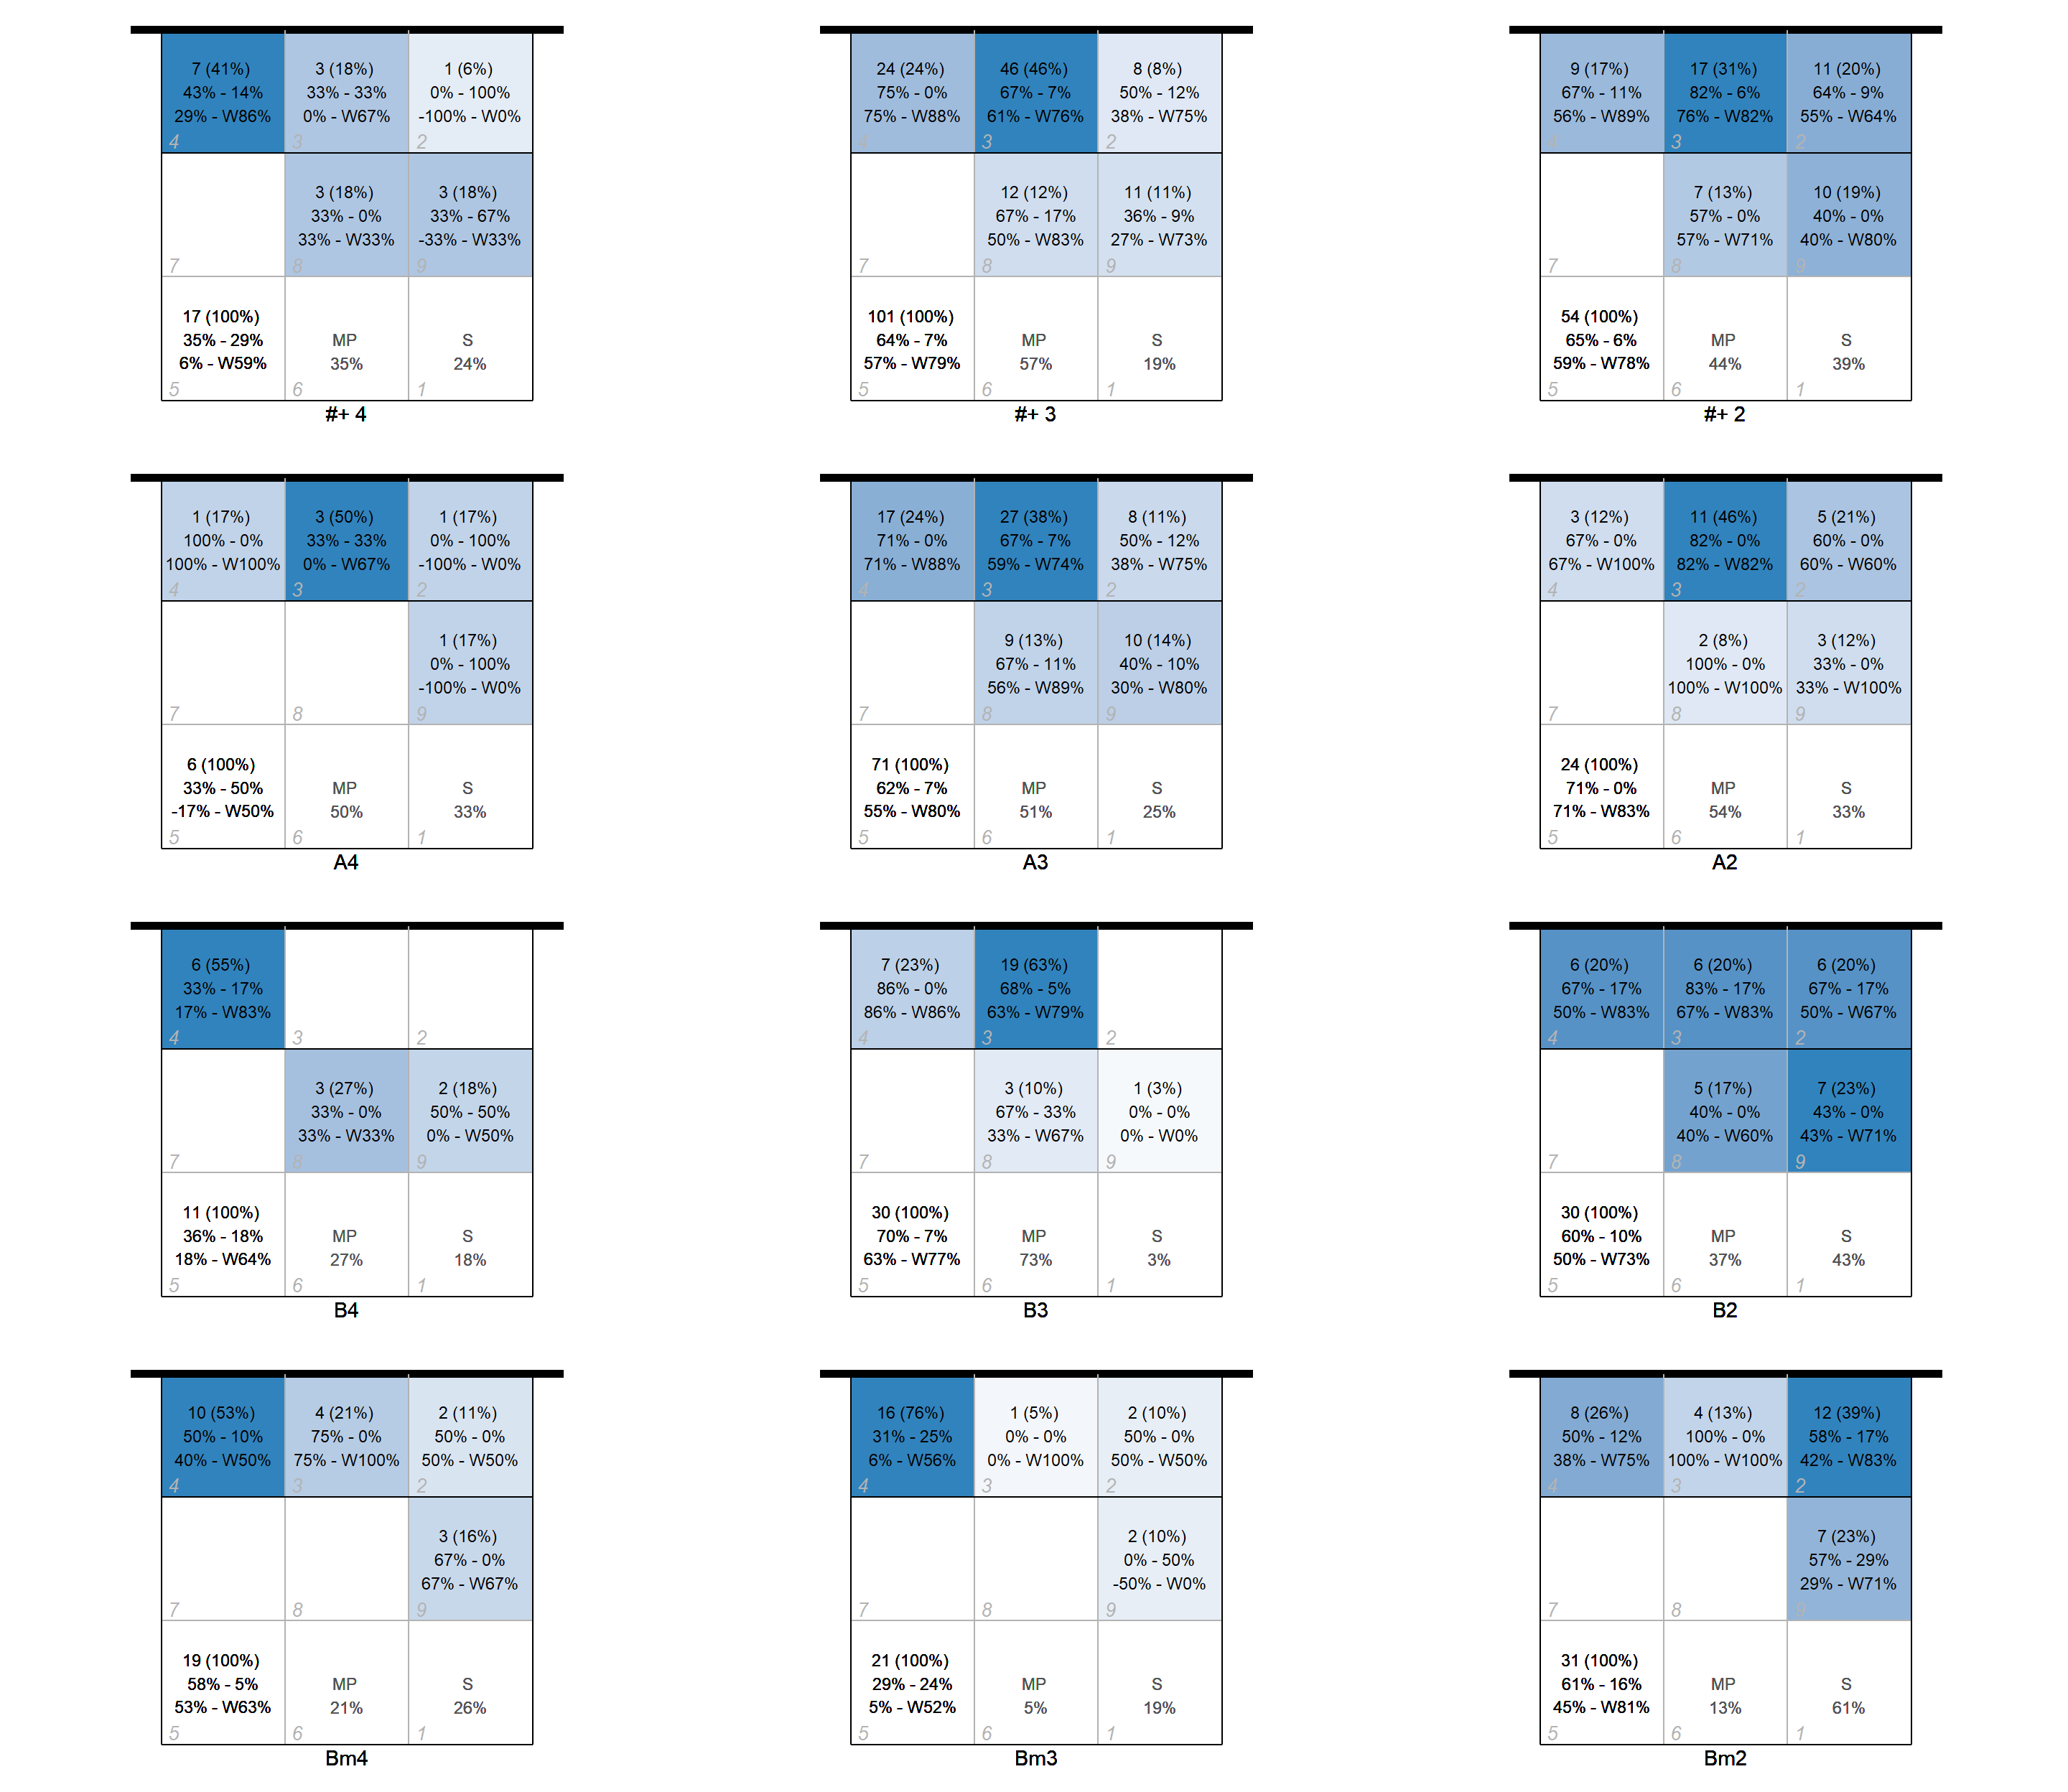 7 (41%)
43% - 14%
29% - W86%
4
3 (18%)
33% - 33%
0% - W67%
3
1 (6%)
0% - 100%
-100% - W0%
2
7
3 (18%)
33% - 0%
33% - W33%
8
3 (18%)
33% - 67%
-33% - W33%
9
17 (100%)
35% - 29%
6% - W59%
5
MP
35%
6
S
24%
1
#+ 4
24 (24%)
75% - 0%
75% - W88%
4
46 (46%)
67% - 7%
61% - W76%
3
8 (8%)
50% - 12%
38% - W75%
2
7
12 (12%)
67% - 17%
50% - W83%
8
11 (11%)
36% - 9%
27% - W73%
9
101 (100%)
64% - 7%
57% - W79%
5
MP
57%
6
S
19%
1
#+ 3
9 (17%)
67% - 11%
56% - W89%
4
17 (31%)
82% - 6%
76% - W82%
3
11 (20%)
64% - 9%
55% - W64%
2
7
7 (13%)
57% - 0%
57% - W71%
8
10 (19%)
40% - 0%
40% - W80%
9
54 (100%)
65% - 6%
59% - W78%
5
MP
44%
6
S
39%
1
#+ 2
1 (17%)
100% - 0%
100% - W100%
4
3 (50%)
33% - 33%
0% - W67%
3
1 (17%)
0% - 100%
-100% - W0%
2
7
8
1 (17%)
0% - 100%
-100% - W0%
9
6 (100%)
33% - 50%
-17% - W50%
5
MP
50%
6
S
33%
1
A4
17 (24%)
71% - 0%
71% - W88%
4
27 (38%)
67% - 7%
59% - W74%
3
8 (11%)
50% - 12%
38% - W75%
2
7
9 (13%)
67% - 11%
56% - W89%
8
10 (14%)
40% - 10%
30% - W80%
9
71 (100%)
62% - 7%
55% - W80%
5
MP
51%
6
S
25%
1
A3
3 (12%)
67% - 0%
67% - W100%
4
11 (46%)
82% - 0%
82% - W82%
3
5 (21%)
60% - 0%
60% - W60%
2
7
2 (8%)
100% - 0%
100% - W100%
8
3 (12%)
33% - 0%
33% - W100%
9
24 (100%)
71% - 0%
71% - W83%
5
MP
54%
6
S
33%
1
A2
6 (55%)
33% - 17%
17% - W83%
4
3
2
7
3 (27%)
33% - 0%
33% - W33%
8
2 (18%)
50% - 50%
0% - W50%
9
11 (100%)
36% - 18%
18% - W64%
5
MP
27%
6
S
18%
1
B4
7 (23%)
86% - 0%
86% - W86%
4
19 (63%)
68% - 5%
63% - W79%
3
2
7
3 (10%)
67% - 33%
33% - W67%
8
1 (3%)
0% - 0%
0% - W0%
9
30 (100%)
70% - 7%
63% - W77%
5
MP
73%
6
S
3%
1
B3
6 (20%)
67% - 17%
50% - W83%
4
6 (20%)
83% - 17%
67% - W83%
3
6 (20%)
67% - 17%
50% - W67%
2
7
5 (17%)
40% - 0%
40% - W60%
8
7 (23%)
43% - 0%
43% - W71%
9
30 (100%)
60% - 10%
50% - W73%
5
MP
37%
6
S
43%
1
B2
10 (53%)
50% - 10%
40% - W50%
4
4 (21%)
75% - 0%
75% - W100%
3
2 (11%)
50% - 0%
50% - W50%
2
7
8
3 (16%)
67% - 0%
67% - W67%
9
19 (100%)
58% - 5%
53% - W63%
5
MP
21%
6
S
26%
1
Bm4
16 (76%)
31% - 25%
6% - W56%
4
1 (5%)
0% - 0%
0% - W100%
3
2 (10%)
50% - 0%
50% - W50%
2
7
8
2 (10%)
0% - 50%
-50% - W0%
9
21 (100%)
29% - 24%
5% - W52%
5
MP
5%
6
S
19%
1
Bm3
8 (26%)
50% - 12%
38% - W75%
4
4 (13%)
100% - 0%
100% - W100%
3
12 (39%)
58% - 17%
42% - W83%
2
7
8
7 (23%)
57% - 29%
29% - W71%
9
31 (100%)
61% - 16%
45% - W81%
5
MP
13%
6
S
61%
1
Bm2